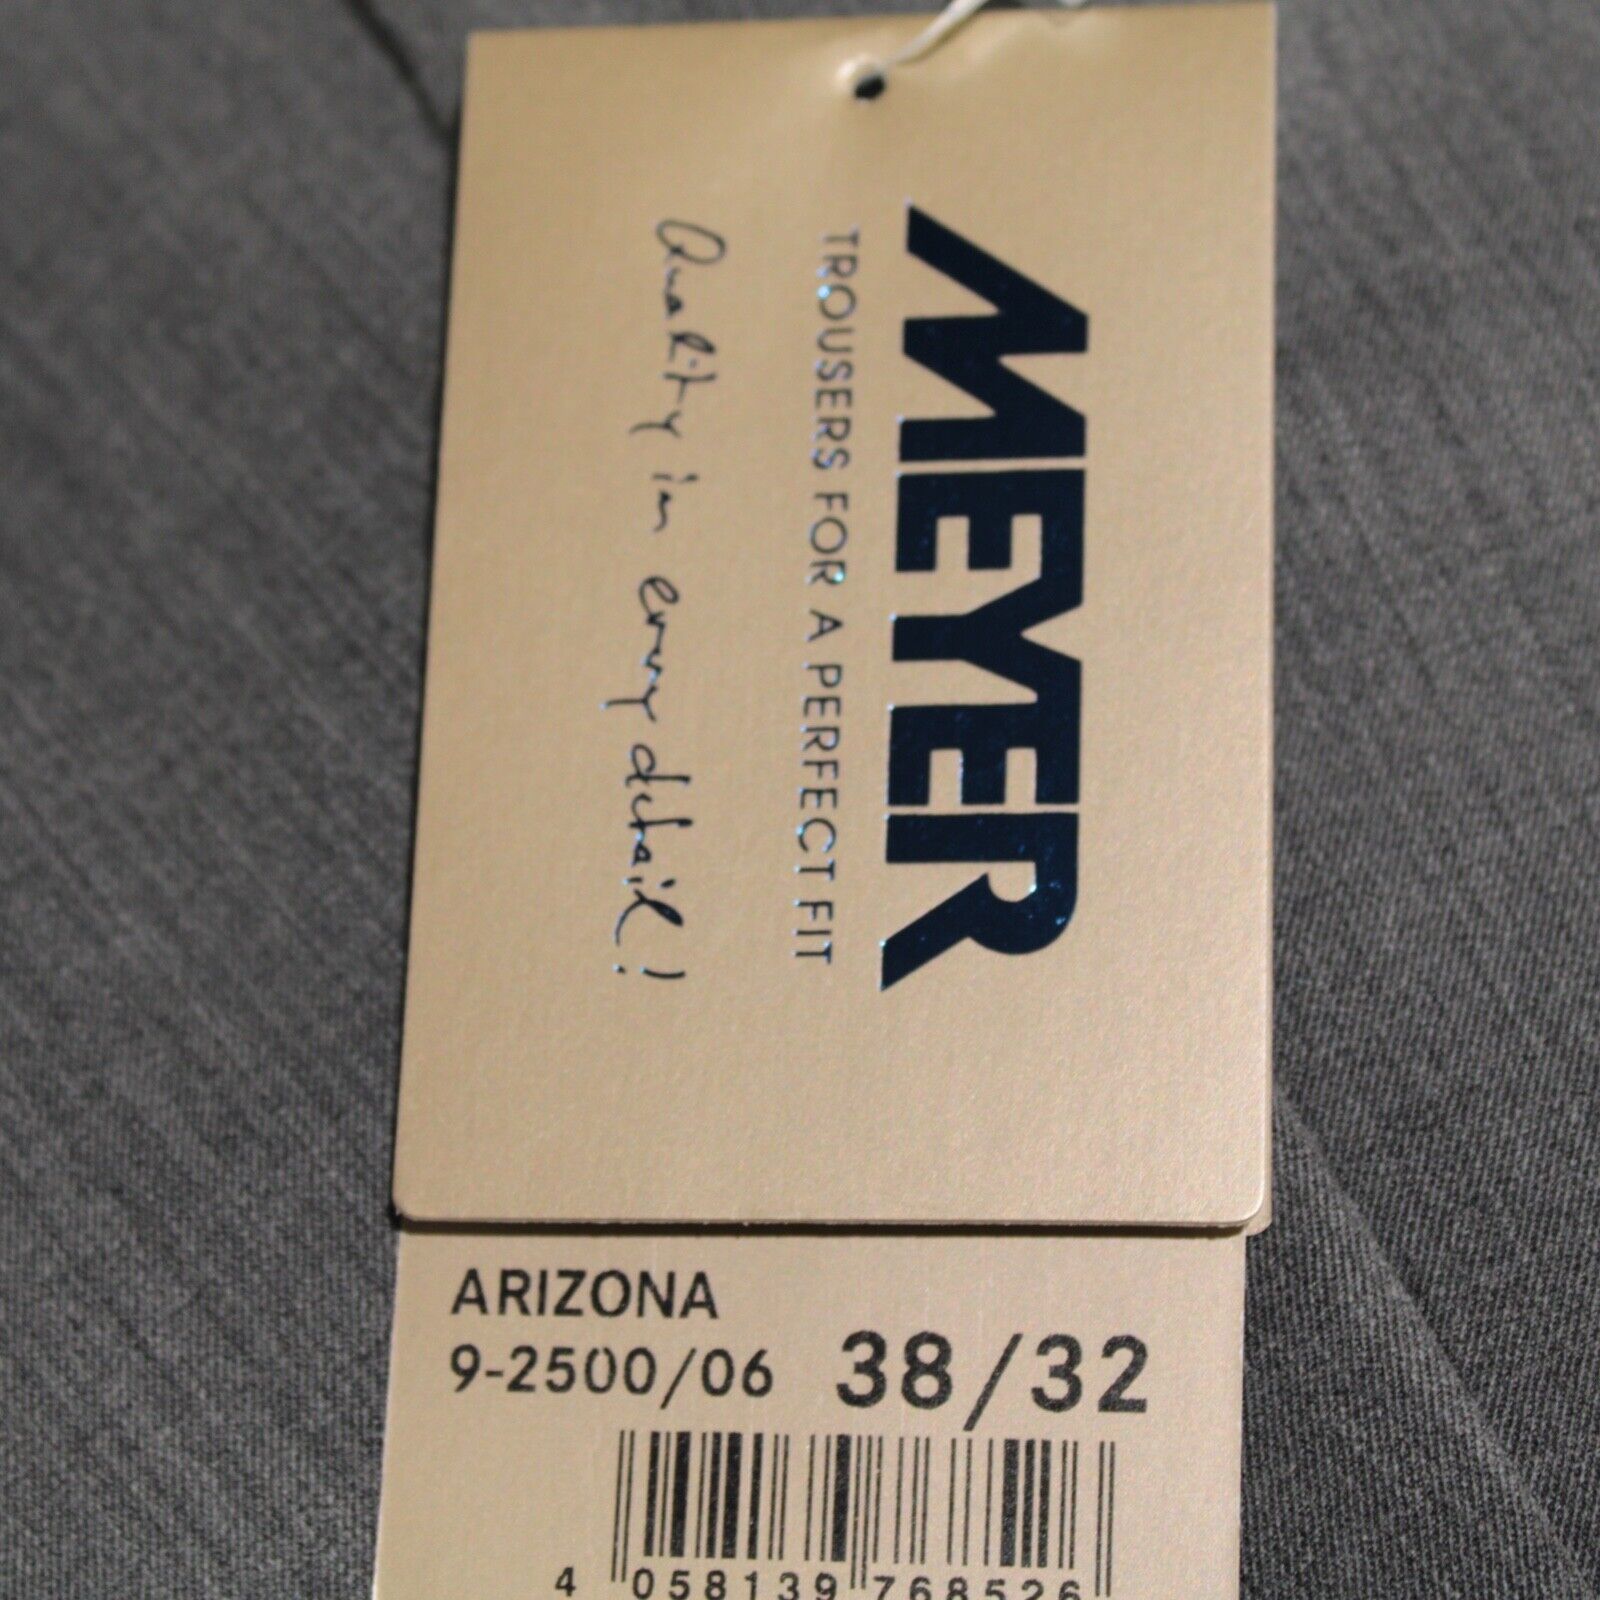 MEYER
TROUSERS FOR A PERFECT FIT
Quality in every detail!
ARIZONA
9-2500/06 38/32
4 058139 768526